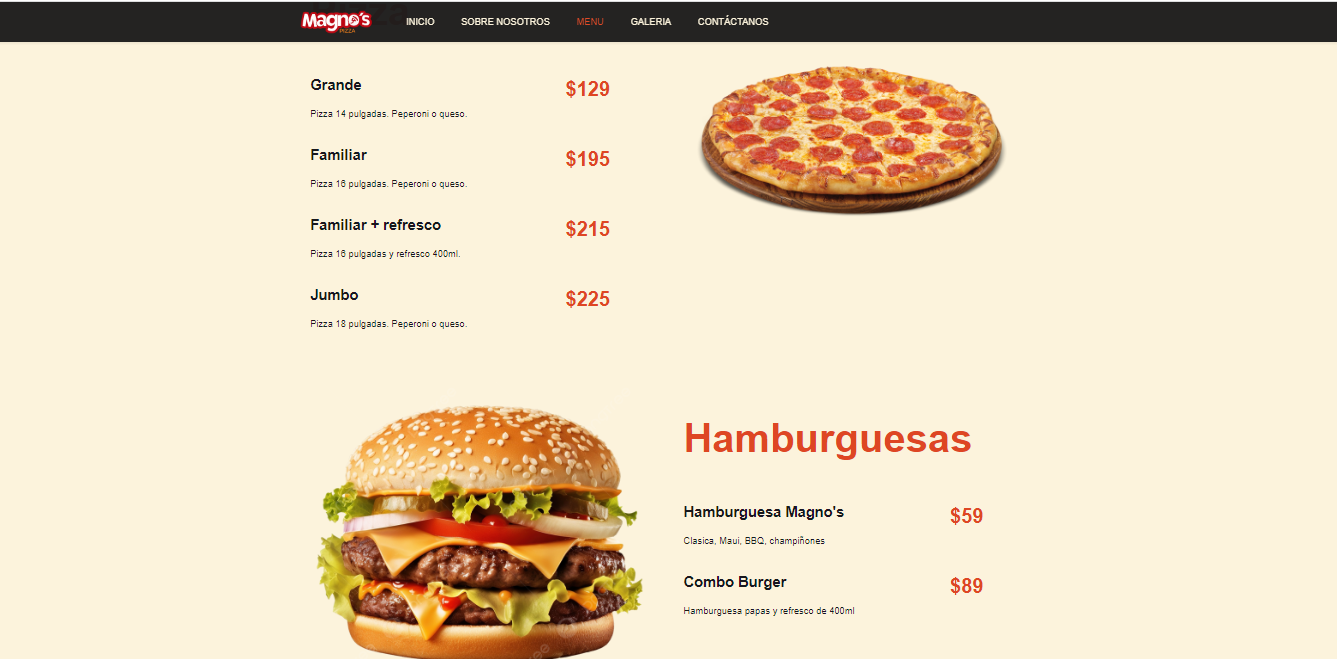 Magno's
PIZZA
INICIO
SOBRE NOSOTROS
MENU
GALERIA
CONTÁCTANOS
Grande
$129
Pizza 14 pulgadas. Peperoni o queso.
Familiar
$195
Pizza 16 pulgadas. Peperoni o queso.
Familiar + refresco
$215
Pizza 16 pulgadas y refresco 400ml.
Jumbo
$225
Pizza 18 pulgadas. Peperoni o queso.
Hamburguesas
Hamburguesa Magno's
$59
Clasica, Maui, BBQ, champiñones
Combo Burger
$89
Hamburguesa papas y refresco de 400ml